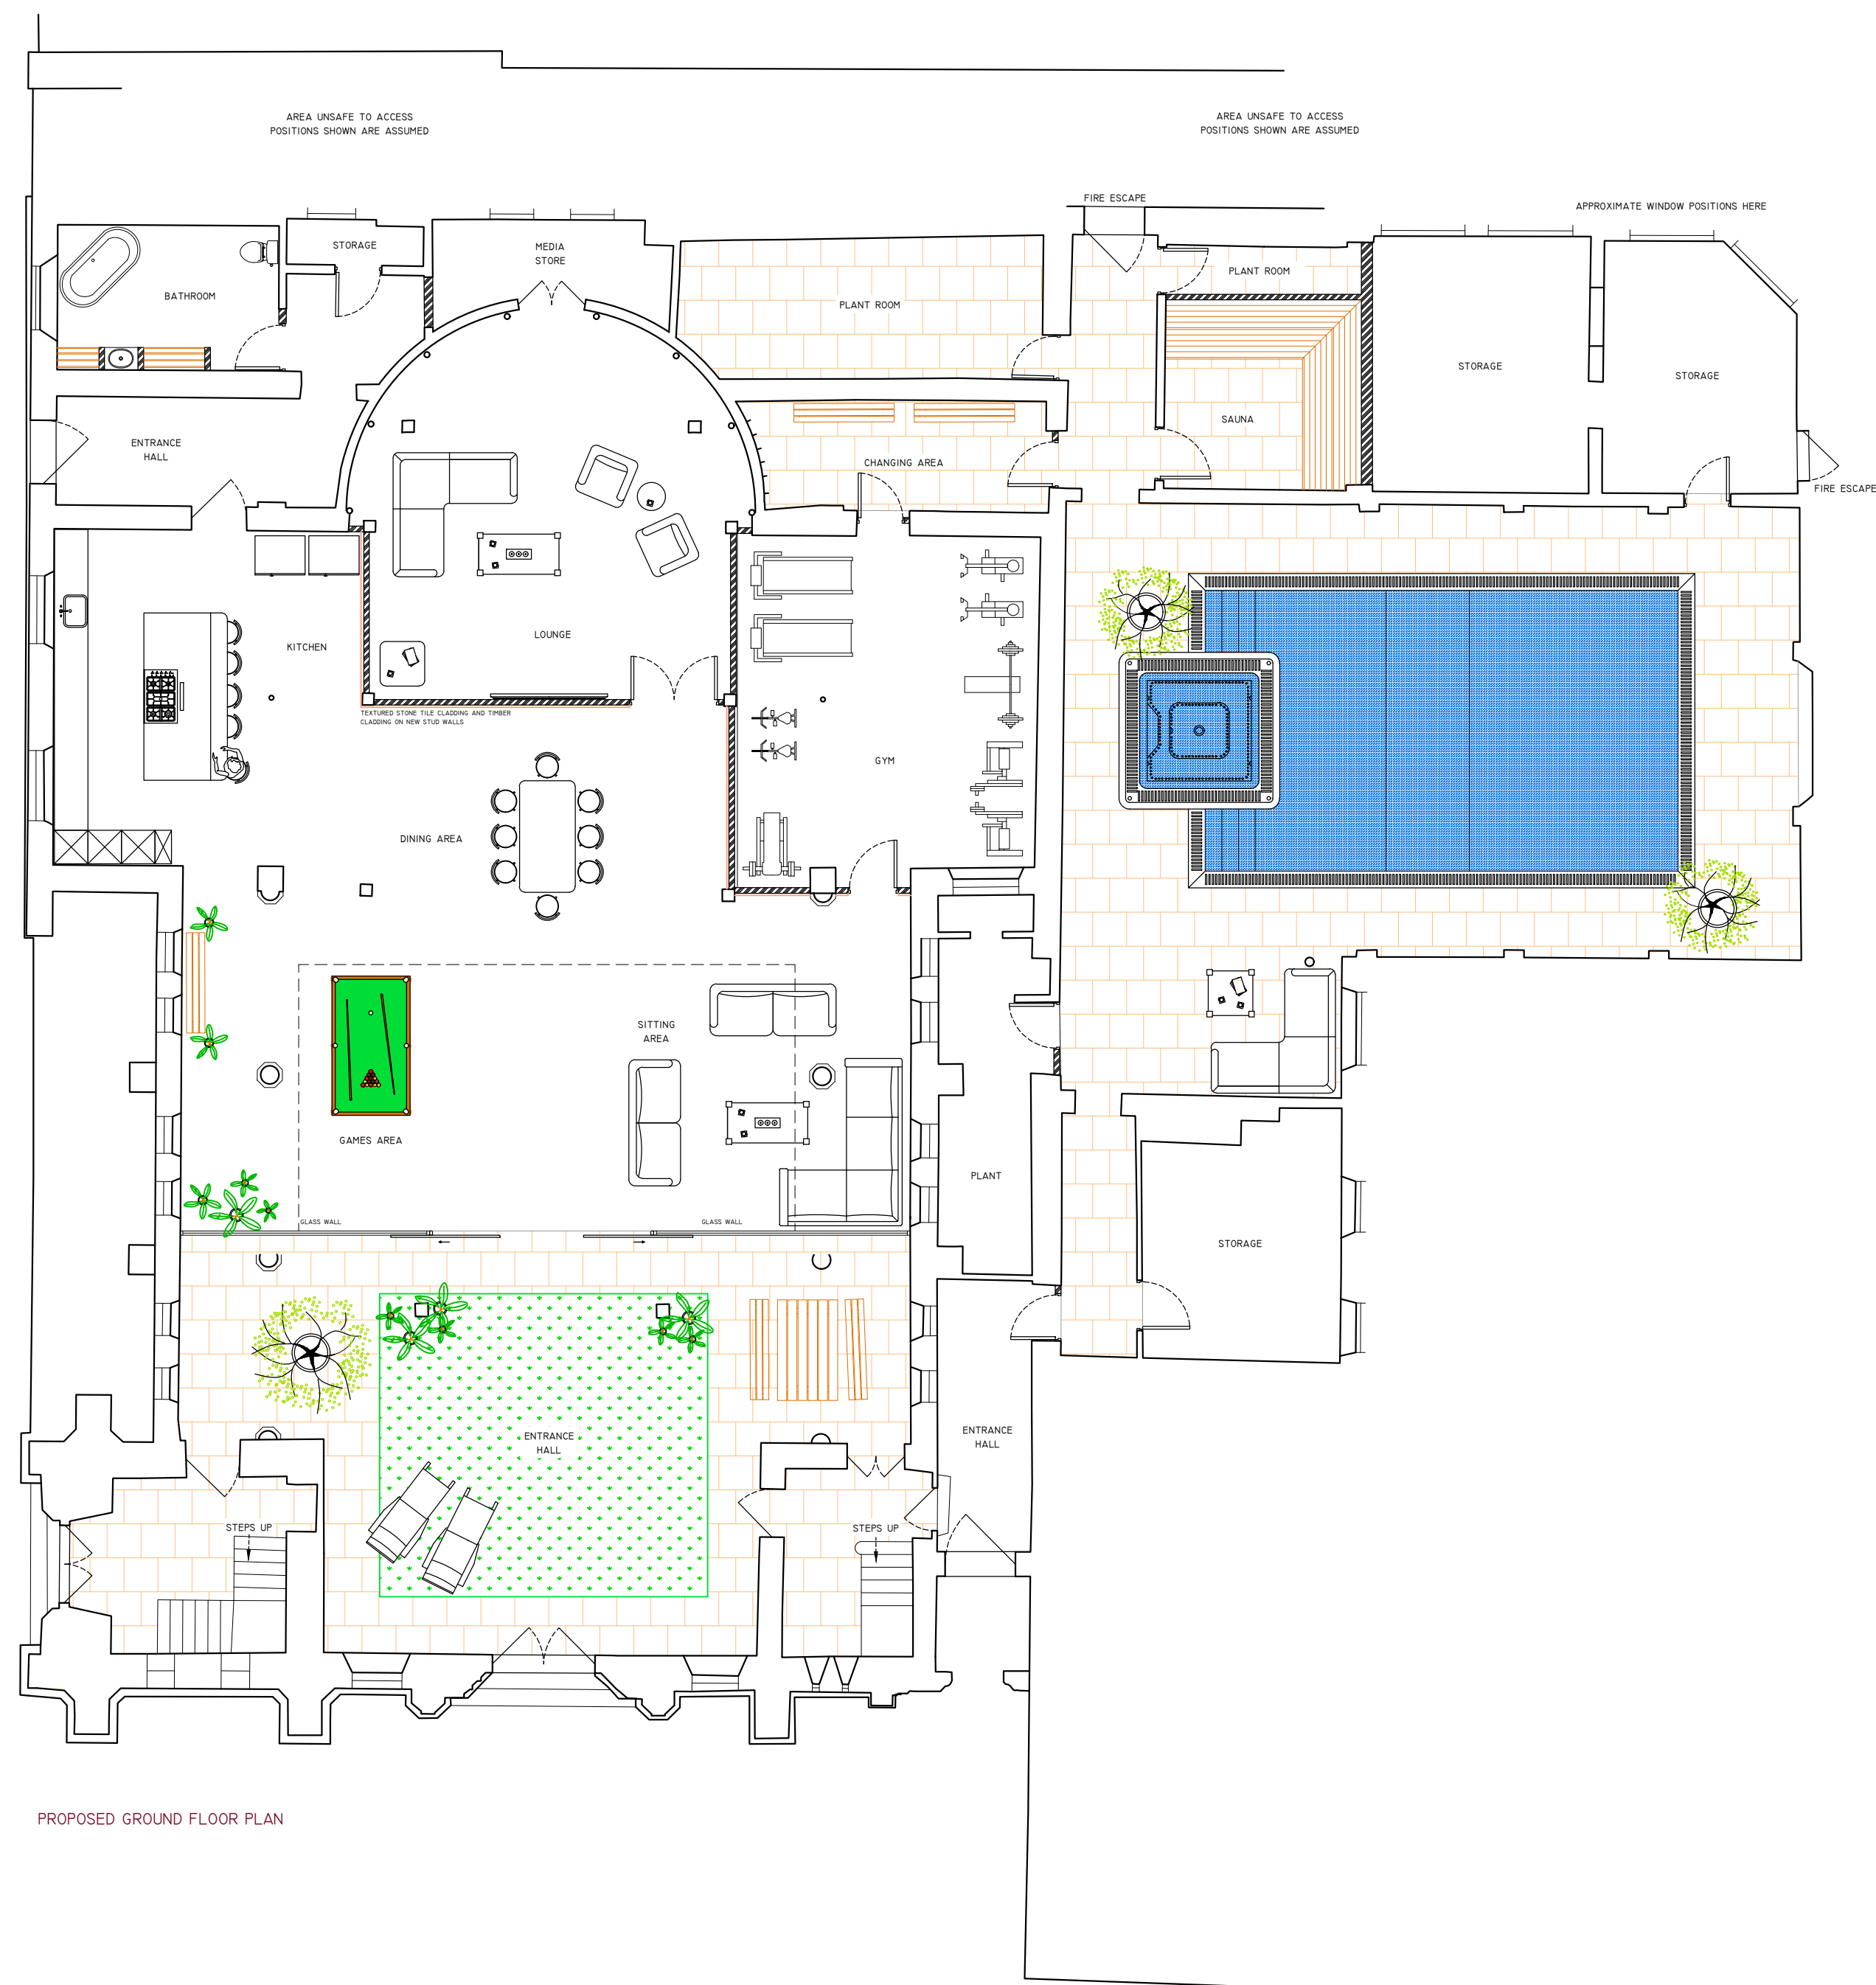 AREA UNSAFE TO ACCESS
POSITIONS SHOWN ARE ASSUMED
AREA UNSAFE TO ACCESS
POSITIONS SHOWN ARE ASSUMED
FIRE ESCAPE
APPROXIMATE WINDOW POSITIONS HERE
STORAGE
MEDIA
STORE
PLANT ROOM
BATHROOM
PLANT ROOM
STORAGE
STORAGE
SAUNA
ENTRANCE
HALL
CHANGING AREA
FIRE ESCAPE
LOUNGE
KITCHEN
TEXTURED STONE TILE CLADDING AND TIMBER
CLADDING ON NEW STUD WALLS
GYM
DINING AREA
SITTING
AREA
GAMES AREA
PLANT
GLASS WALL
GLASS WALL
STORAGE
ENTRANCE
HALL
ENTRANCE
HALL
STEPS UP
STEPS UP
PROPOSED GROUND FLOOR PLAN